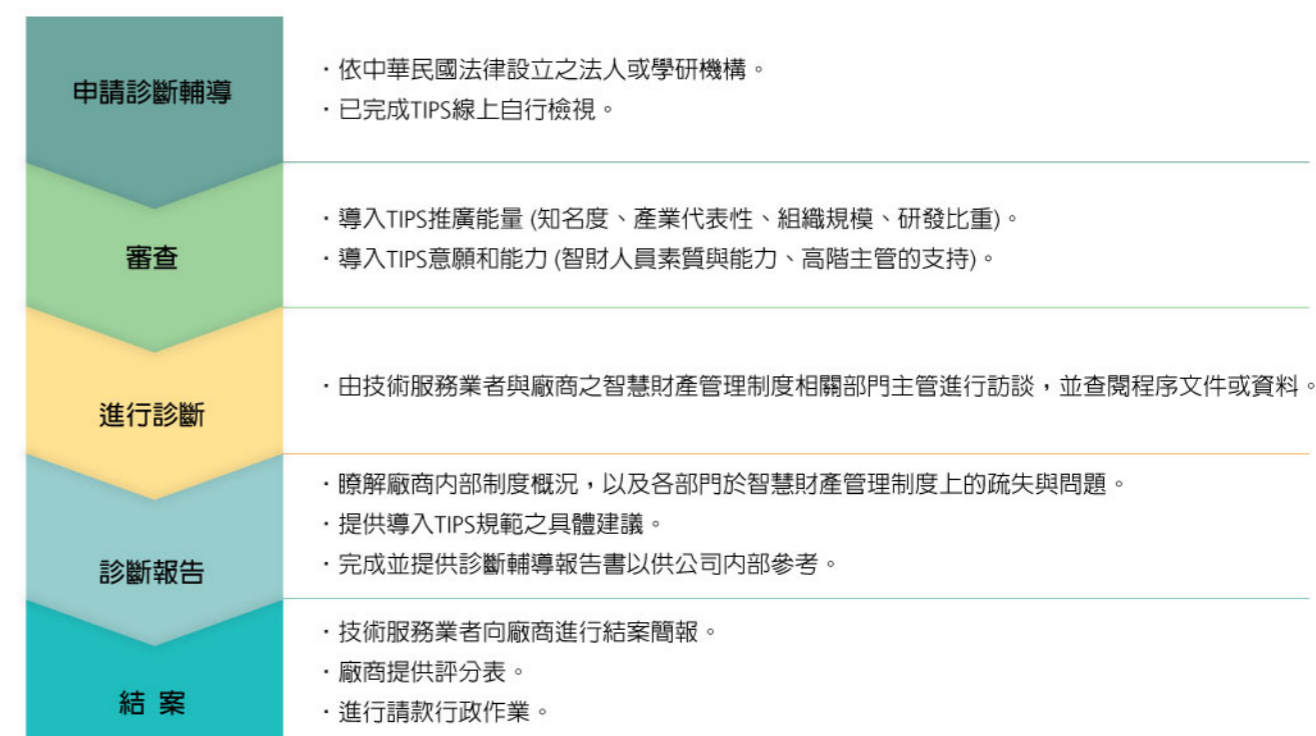 申請診斷輔導
·依中華民國法律設立之法人或學研機構。
·已完成TIPS線上自行檢視。
審查
·導入TIPS推廣能量 (知名度、產業代表性、組織規模、研發比重)。
·導入TIPS意願和能力 (智財人員素質與能力、高階主管的支持)。
進行診斷
·由技術服務業者與廠商之智慧財產管理制度相關部門主管進行訪談，並查閱程序文件或資料。
診斷報告
·瞭解廠商內部制度概況，以及各部門於智慧財產管理制度上的疏失與問題。
·提供導入TIPS規範之具體建議。
·完成並提供診斷輔導報告書以供公司內部參考。
結 案
·技術服務業者向廠商進行結案簡報。
·廠商提供評分表。
·進行請款行政作業。